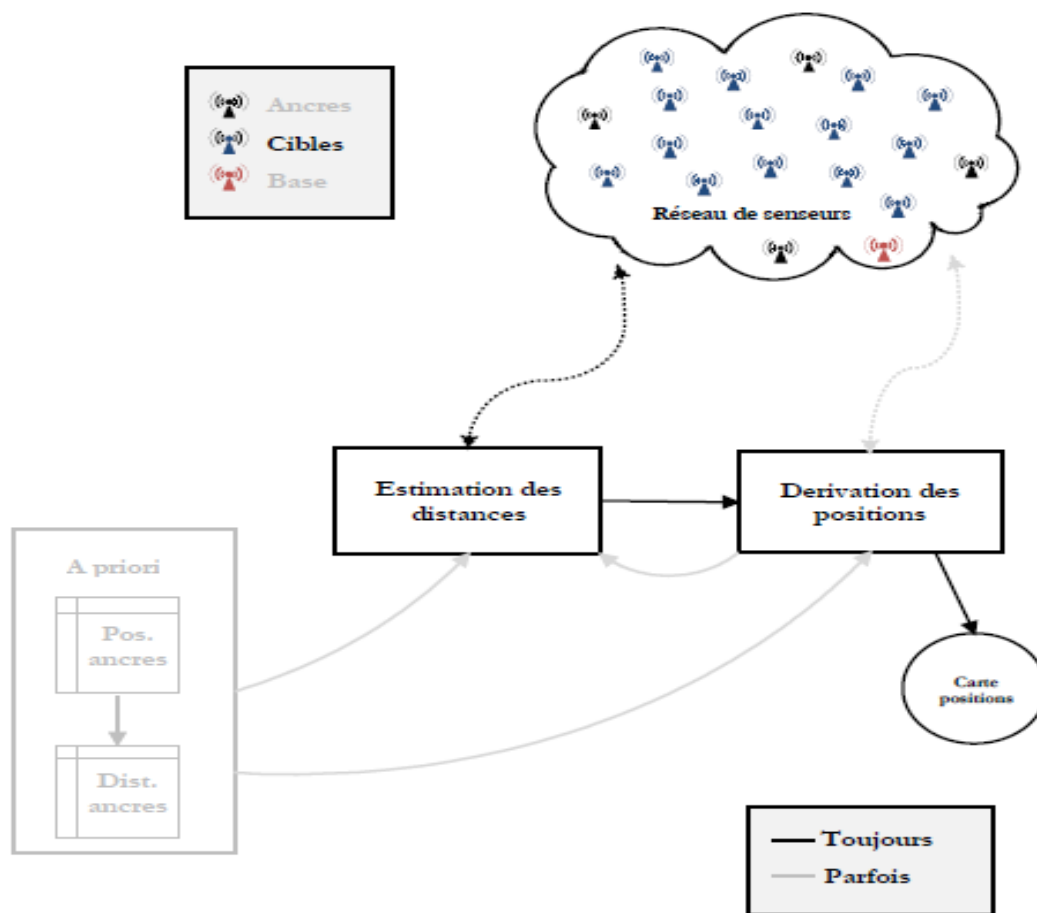 Ancres
Cibles
Base
Réseau de senseurs
Estimation des
distances
Derivation des
positions
A priori
Pos.
ancres
Dist.
ancres
Carte
positions
Toujours
Parfois